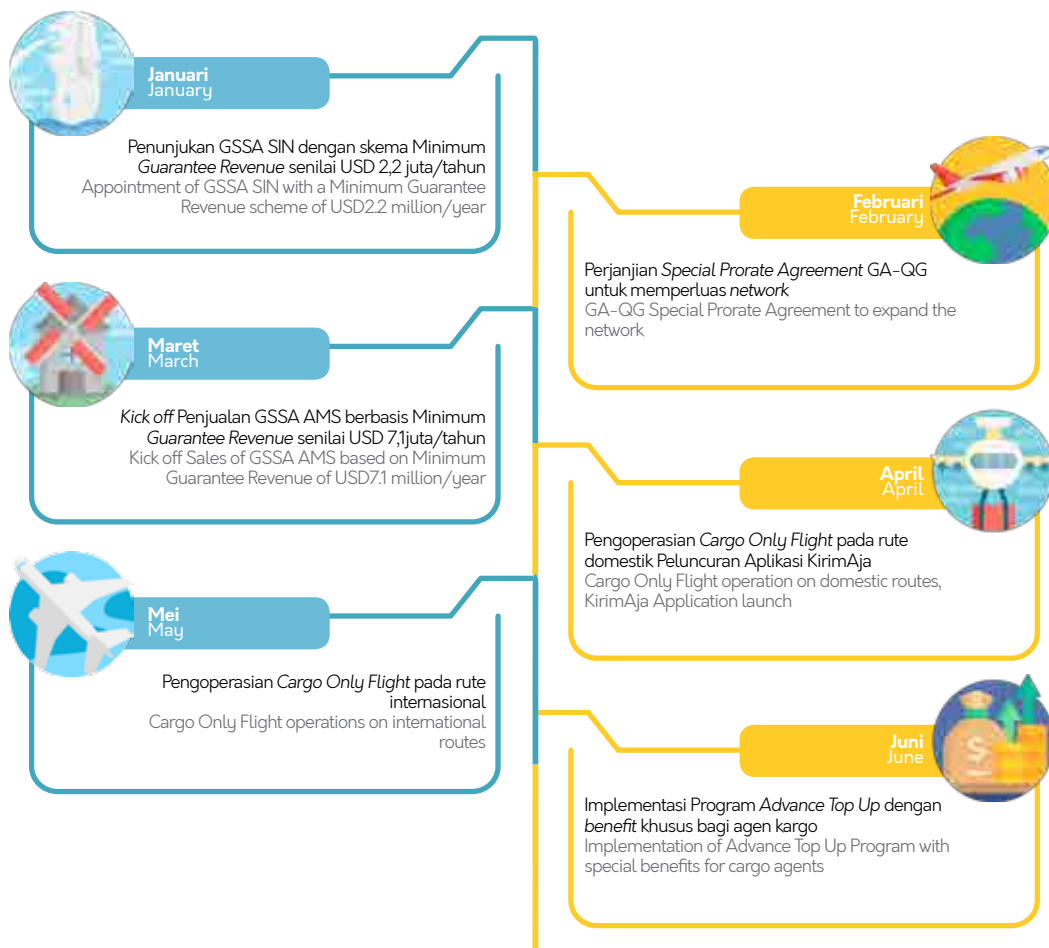 Januari
January
Penunjukan GSSA SIN dengan skema Minimum
Guarantee Revenue senilai USD 2,2 juta/tahun
Appointment of GSSA SIN with a Minimum Guarantee
Revenue scheme of USD2.2 million/year
Februari
February
Perjanjian Special Prorate Agreement GA-QG
untuk memperluas network
GA-QG Special Prorate Agreement to expand the
network
Maret
March
Kick off Penjualan GSSA AMS berbasis Minimum
Guarantee Revenue senilai USD 7,1juta/tahun
Kick off Sales of GSSA AMS based on Minimum
Guarantee Revenue of USD7.1 million/year
April
April
Pengoperasian Cargo Only Flight pada rute
domestik Peluncuran Aplikasi KirimAja
Cargo Only Flight operation on domestic routes,
KirimAja Application launch
Mei
May
Pengoperasian Cargo Only Flight pada rute
internasional
Cargo Only Flight operations on international
routes
Juni
June
Implementasi Program Advance Top Up dengan
benefit khusus bagi agen kargo
Implementation of Advance Top Up Program with
special benefits for cargo agents